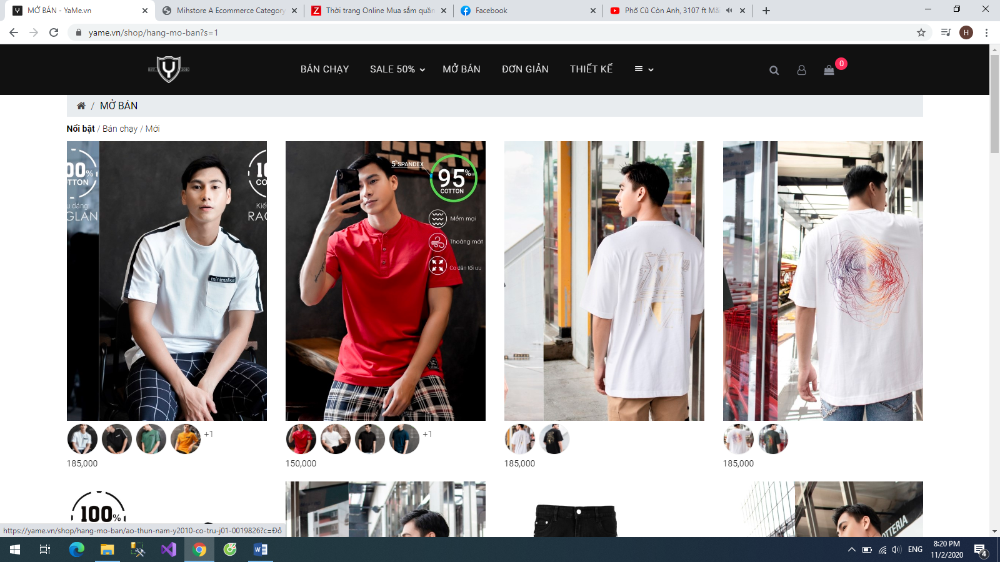 MỞ BÁN - YaMe.vn
Mihstore A Ecommerce Category
Thời trang Online Mua sắm quần
Facebook
Phố Cũ Còn Anh, 3107 ft Mã
yame.vn/shop/hang-mo-ban?s=1
H
BÁN CHẠY SALE 50% MỞ BÁN ĐƠN GIẢN THIẾT KẾ
0
/ MỞ BÁN
Nổi bật / Bán chạy / Mới
00%
OTTON
u dáng
GLAN
10
CO
Kiể
RAG
minimalism
5% SPANDEX
95%
COTTON
Mềm mại
Thoáng mát
Co dãn tối ưu
+1
+1
185,000
150,000
185,000
185,000
100%
OTTERIA
https://yame.vn/shop/hang-mo-ban/ao-thun-nam-y2010-co-tru-j01-0019826?c=Đỏ
ENG
8:20 PM
11/2/2020
4